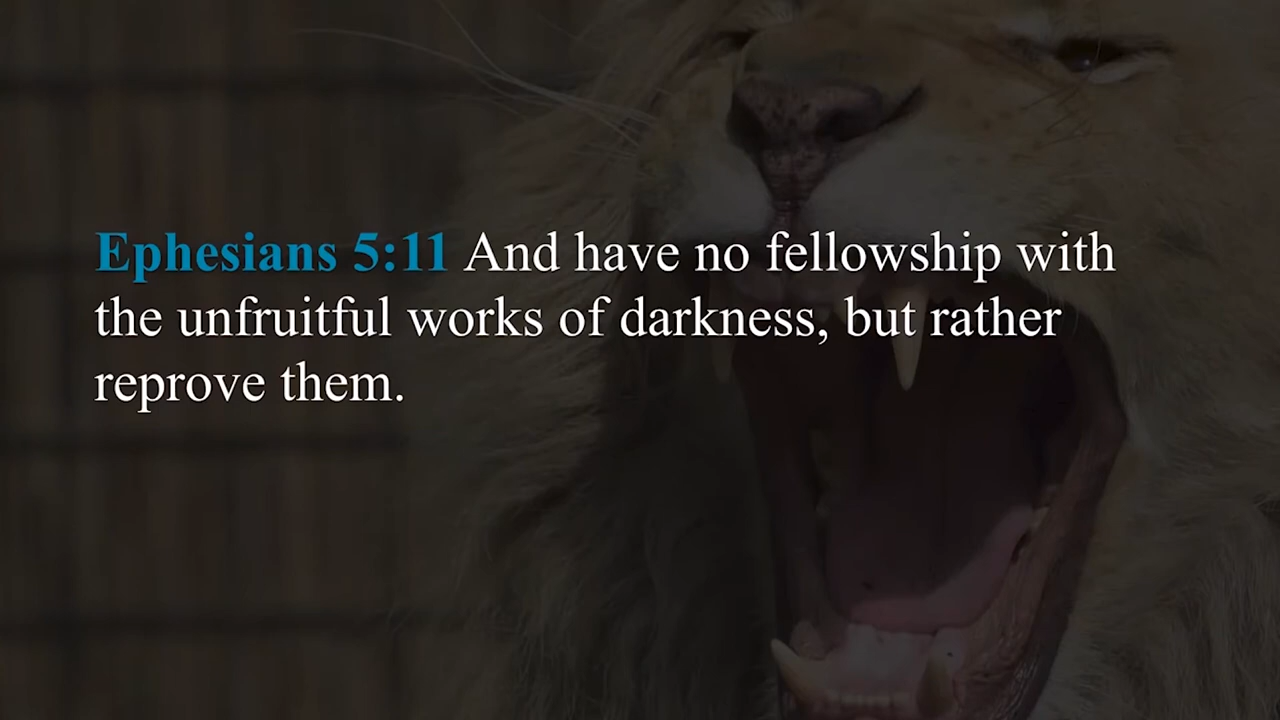 Ephesians 5:11 And have no fellowship with
the unfruitful works of darkness, but rather
reprove them.